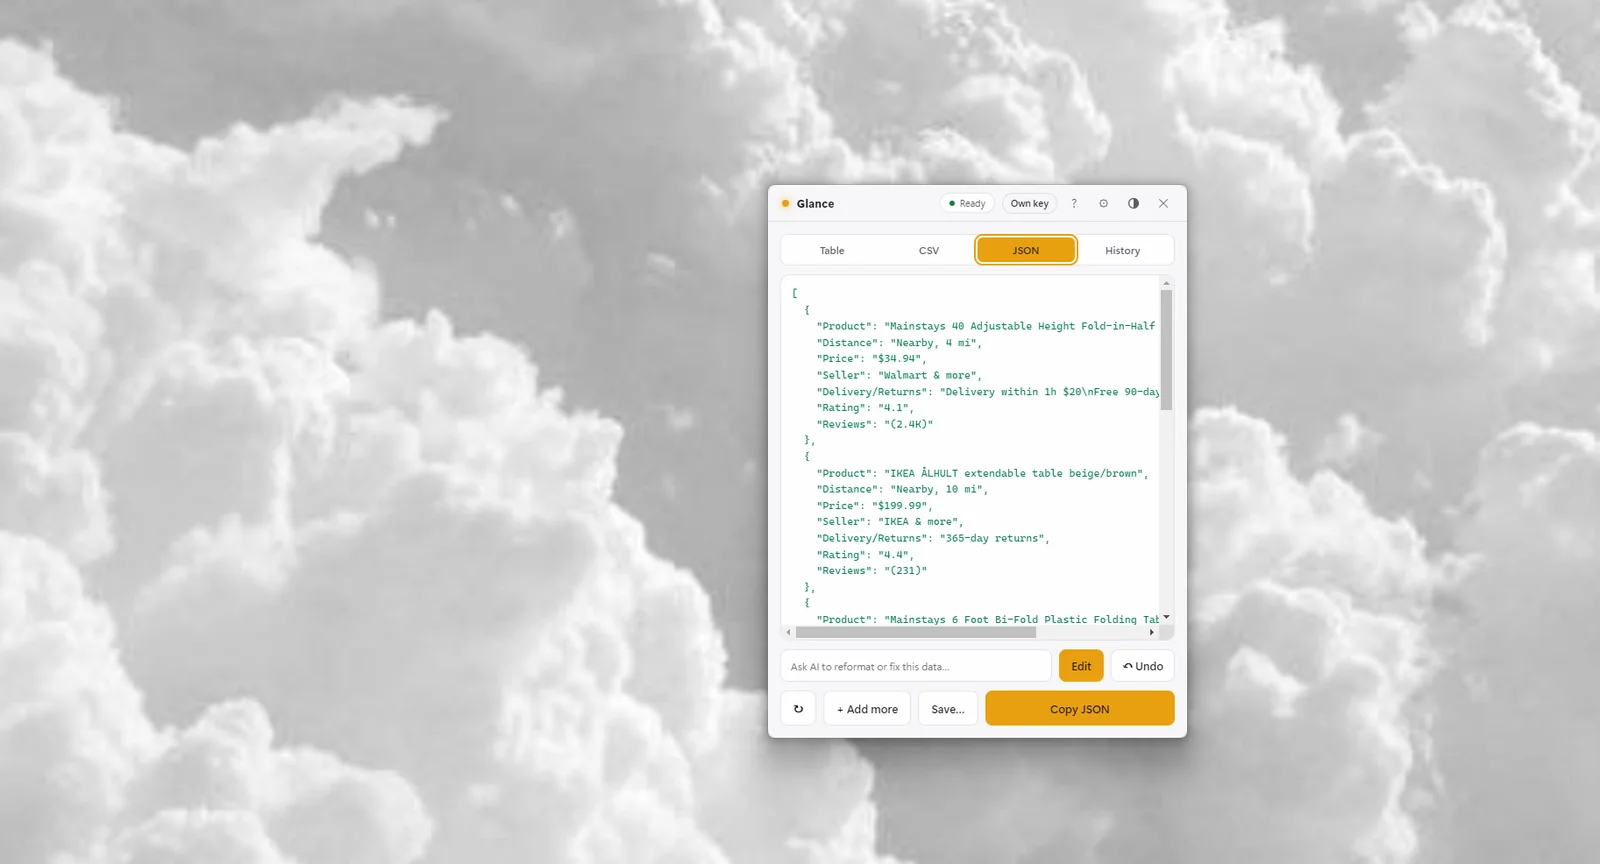 Glance
Ready
Own key
?
Table
CSV
JSON
History
[
{
"Product": "Mainstays 40 Adjustable Height Fold-in-Half
"Distance": "Nearby, 4 mi",
"Price": "$34.94",
"Seller": "Walmart & more",
"Delivery/Returns": "Delivery within 1h $20\nFree 90-day
"Rating": "4.1",
"Reviews": "(2.4K)"
},
{
"Product": "IKEA ÅLHULT extendable table beige/brown",
"Distance": "Nearby, 10 mi",
"Price": "$199.99",
"Seller": "IKEA & more",
"Delivery/Returns": "365-day returns",
"Rating": "4.4",
"Reviews": "(231)"
},
{
"Product": "Mainstays 6 Foot Bi-Fold Plastic Folding Tab
Ask AI to reformat or fix this data...
Edit
Undo
+ Add more
Save...
Copy JSON